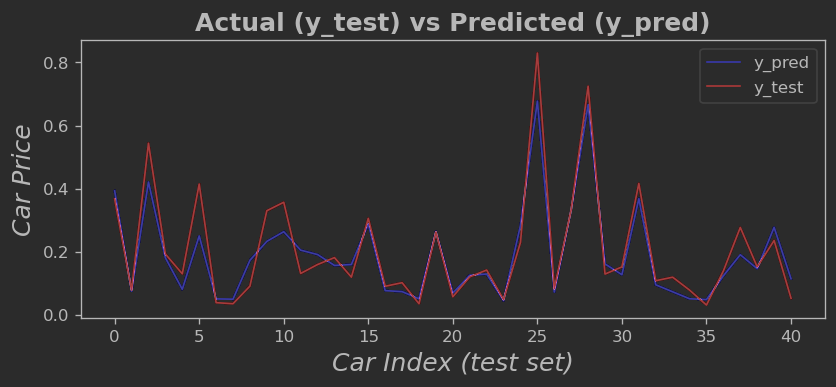 Actual (y_test) vs Predicted (y_pred)
y_pred
y_test
Car Price
0.8
0.6
0.4
0.2
0.0
0 5 10 15 20 25 30 35 40
Car Index (test set)